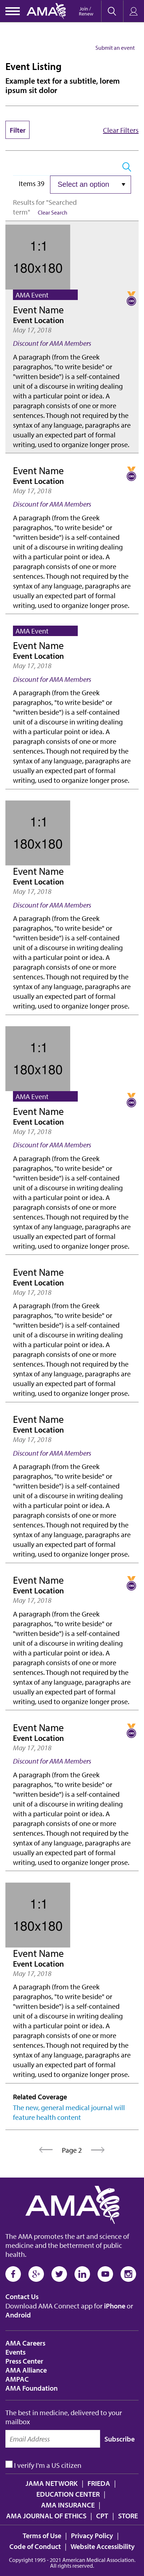 AMA
Join /
Renew
Submit an event
Event Listing
Example text for a subtitle, lorem
ipsum sit dolor
Filter
Clear Filters
Items 39
Select an option
Results for "Searched
term"
Clear Search
1:1
180x180
AMA Event
Event Name
Event Location
May 17, 2018
Discount for AMA Members
A paragraph (from the Greek
paragraphos, "to write beside" or
"written beside") is a self-contained
unit of a discourse in writing dealing
with a particular point or idea. A
paragraph consists of one or more
sentences. Though not required by the
syntax of any language, paragraphs are
usually an expected part of formal
writing, used to organize longer prose.
Event Name
Event Location
May 17, 2018
Discount for AMA Members
A paragraph (from the Greek
paragraphos, "to write beside" or
"written beside") is a self-contained
unit of a discourse in writing dealing
with a particular point or idea. A
paragraph consists of one or more
sentences. Though not required by the
syntax of any language, paragraphs are
usually an expected part of formal
writing, used to organize longer prose.
AMA Event
Event Name
Event Location
May 17, 2018
Discount for AMA Members
A paragraph (from the Greek
paragraphos, "to write beside" or
"written beside") is a self-contained
unit of a discourse in writing dealing
with a particular point or idea. A
paragraph consists of one or more
sentences. Though not required by the
syntax of any language, paragraphs are
usually an expected part of formal
writing, used to organize longer prose.
1:1
180x180
Event Name
Event Location
May 17, 2018
Discount for AMA Members
A paragraph (from the Greek
paragraphos, "to write beside" or
"written beside") is a self-contained
unit of a discourse in writing dealing
with a particular point or idea. A
paragraph consists of one or more
sentences. Though not required by the
syntax of any language, paragraphs are
usually an expected part of formal
writing, used to organize longer prose.
1:1
180x180
AMA Event
Event Name
Event Location
May 17, 2018
Discount for AMA Members
A paragraph (from the Greek
paragraphos, "to write beside" or
"written beside") is a self-contained
unit of a discourse in writing dealing
with a particular point or idea. A
paragraph consists of one or more
sentences. Though not required by the
syntax of any language, paragraphs are
usually an expected part of formal
writing, used to organize longer prose.
Event Name
Event Location
May 17, 2018
A paragraph (from the Greek
paragraphos, "to write beside" or
"written beside") is a self-contained
unit of a discourse in writing dealing
with a particular point or idea. A
paragraph consists of one or more
sentences. Though not required by the
syntax of any language, paragraphs are
usually an expected part of formal
writing, used to organize longer prose.
Event Name
Event Location
May 17, 2018
Discount for AMA Members
A paragraph (from the Greek
paragraphos, "to write beside" or
"written beside") is a self-contained
unit of a discourse in writing dealing
with a particular point or idea. A
paragraph consists of one or more
sentences. Though not required by the
syntax of any language, paragraphs are
usually an expected part of formal
writing, used to organize longer prose.
Event Name
Event Location
May 17, 2018
A paragraph (from the Greek
paragraphos, "to write beside" or
"written beside") is a self-contained
unit of a discourse in writing dealing
with a particular point or idea. A
paragraph consists of one or more
sentences. Though not required by the
syntax of any language, paragraphs are
usually an expected part of formal
writing, used to organize longer prose.
Event Name
Event Location
May 17, 2018
Discount for AMA Members
A paragraph (from the Greek
paragraphos, "to write beside" or
"written beside") is a self-contained
unit of a discourse in writing dealing
with a particular point or idea. A
paragraph consists of one or more
sentences. Though not required by the
syntax of any language, paragraphs are
usually an expected part of formal
writing, used to organize longer prose.
1:1
180x180
Event Name
Event Location
May 17, 2018
A paragraph (from the Greek
paragraphos, "to write beside" or
"written beside") is a self-contained
unit of a discourse in writing dealing
with a particular point or idea. A
paragraph consists of one or more
sentences. Though not required by the
syntax of any language, paragraphs are
usually an expected part of formal
writing, used to organize longer prose.
Related Coverage
The new, general medical journal will
feature health content
Page 2
AMA
The AMA promotes the art and science of
medicine and the betterment of public
health.
Contact Us
Download AMA Connect app for iPhone or
Android
AMA Careers
Events
Press Center
AMA Alliance
AMPAC
AMA Foundation
The best in medicine, delivered to your
mailbox
Email Address
Subscribe
I verify I'm a US citizen
JAMA NETWORK | FRIEDA |
EDUCATION CENTER |
AMA INSURANCE |
AMA JOURNAL OF ETHICS | CPT | STORE
Terms of Use | Privacy Policy |
Code of Conduct | Website Accessibility
Copyright 1995 - 2021 American Medical Association.
All rights reserved.